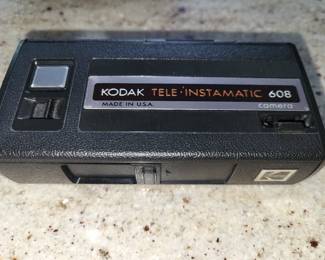 KODAK TELE·INSTAMATIC 608
MADE IN U.S.A. camera